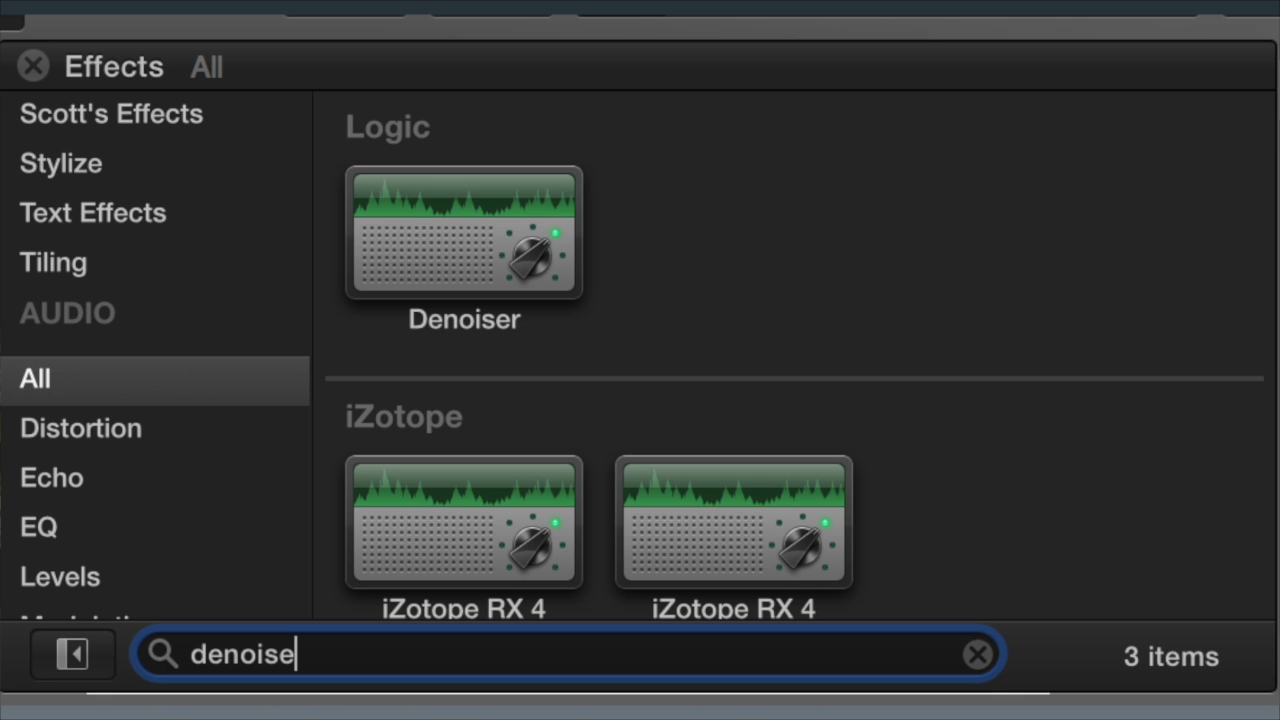 Effects All
Scott's Effects
Stylize
Text Effects
Tiling
AUDIO
All
Distortion
Echo
EQ
Levels
Logic
Denoiser
iZotope
iZotope RX 4
iZotope RX 4
denoise
3 items